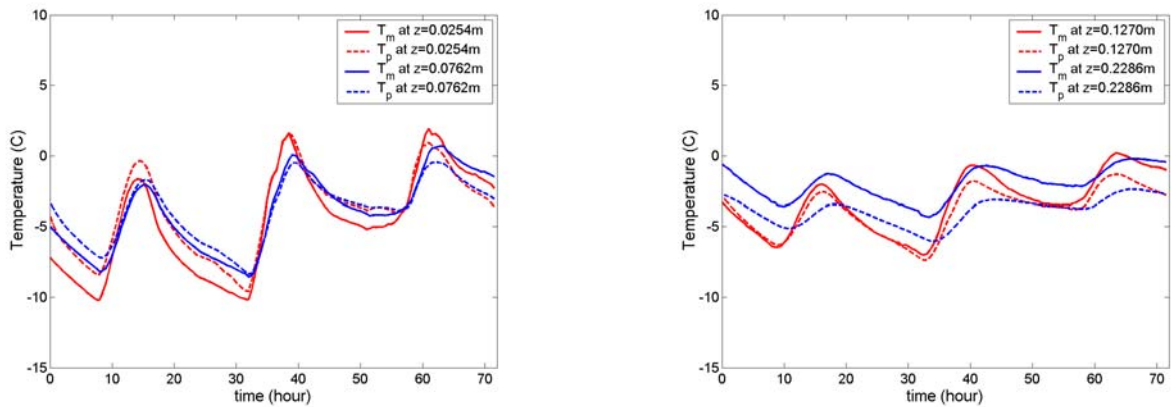 10
5
0
-5
-10
-15
Temperature (C)
0 10 20 30 40 50 60 70
time (hour)
T_m at z=0.0254m
T_p at z=0.0254m
T_m at z=0.0762m
T_p at z=0.0762m
10
5
0
-5
-10
-15
Temperature (C)
0 10 20 30 40 50 60 70
time (hour)
T_m at z=0.1270m
T_p at z=0.1270m
T_m at z=0.2286m
T_p at z=0.2286m